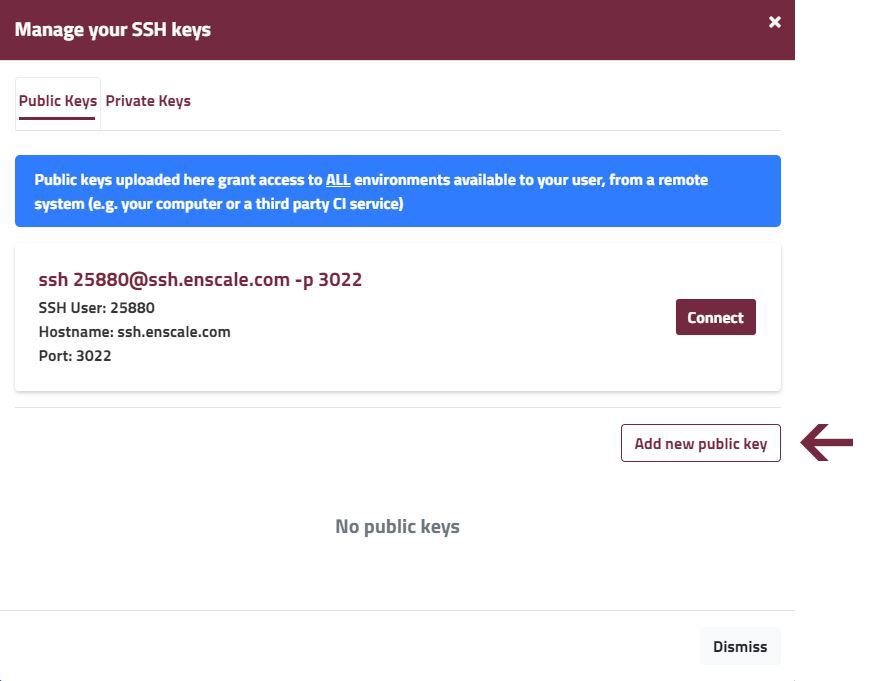 Manage your SSH keys
×
Public Keys Private Keys
Public keys uploaded here grant access to ALL environments available to your user, from a remote
system (e.g. your computer or a third party CI service)
ssh 25880@ssh.enscale.com -p 3022
SSH User: 25880
Hostname: ssh.enscale.com
Port: 3022
Connect
Add new public key
No public keys
Dismiss